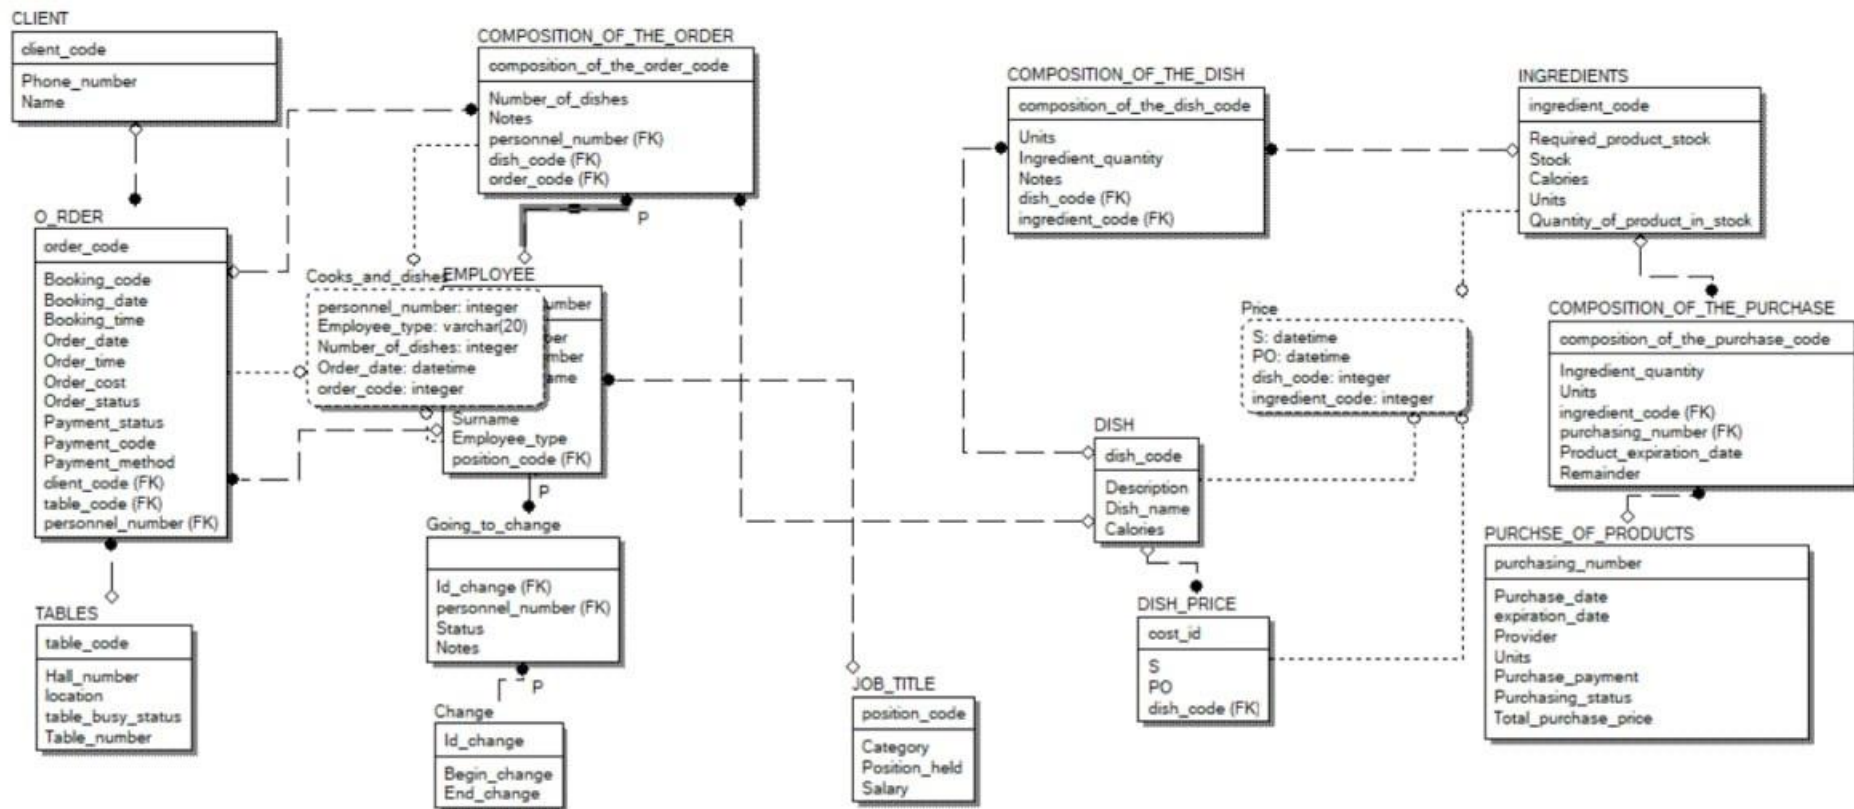 CLIENT
client_code
Phone_number
Name
COMPOSITION_OF_THE_ORDER
composition_of_the_order_code
Number_of_dishes
Notes
personnel_number (FK)
dish_code (FK)
order_code (FK)
P
O_RDER
order_code
Booking_code
Booking_date
Booking_time
Order_date
Order_time
Order_cost
Order_status
Payment_status
Payment_code
Payment_method
client_code (FK)
table_code (FK)
personnel_number (FK)
Cooks_and_dishes
personnel_number: integer
Employee_type: varchar(20)
Number_of_dishes: integer
Order_date: datetime
order_code: integer
EMPLOYEE
Surname
Employee_type
position_code (FK)
P
Going_to_change
Id_change (FK)
personnel_number (FK)
Status
Notes
P
Change
Id_change
Begin_change
End_change
TABLES
table_code
Hall_number
location
table_busy_status
Table_number
JOB_TITLE
position_code
Category
Position_held
Salary
COMPOSITION_OF_THE_DISH
composition_of_the_dish_code
Units
Ingredient_quantity
Notes
dish_code (FK)
ingredient_code (FK)
INGREDIENTS
ingredient_code
Required_product_stock
Stock
Calories
Units
Quantity_of_product_in_stock
Price
S: datetime
PO: datetime
dish_code: integer
ingredient_code: integer
DISH
dish_code
Description
Dish_name
Calories
DISH_PRICE
cost_id
S
PO
dish_code (FK)
COMPOSITION_OF_THE_PURCHASE
composition_of_the_purchase_code
Ingredient_quantity
Units
ingredient_code (FK)
purchasing_number (FK)
Product_expiration_date
Remainder
PURCHSE_OF_PRODUCTS
purchasing_number
Purchase_date
expiration_date
Provider
Units
Purchase_payment
Purchasing_status
Total_purchase_price